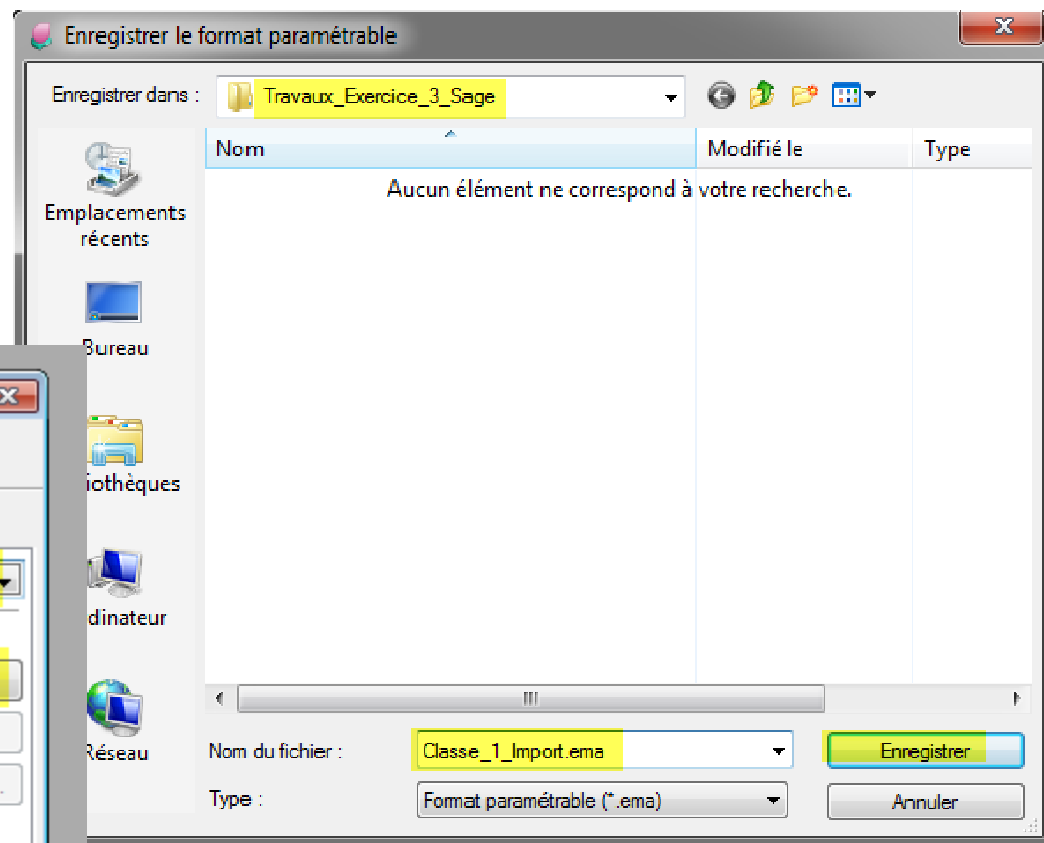 Enregistrer le format paramétrable
Enregistrer dans : Travaux_Exercice_3_Sage
Nom Modifié le Type
Aucun élément ne correspond à votre recherche.
Emplacements
récents
Bureau
iothèques
dinateur
Réseau
Nom du fichier : Classe_1_Import.ema Enregistrer
Type : Format paramétrable (*.ema) Annuler